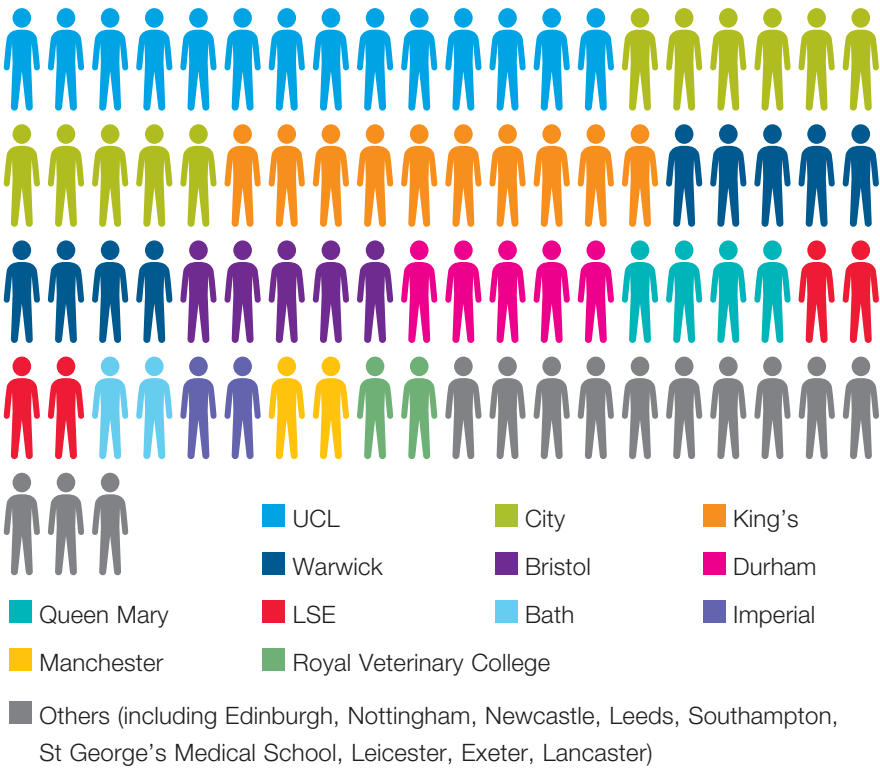 UCL City King's
Warwick Bristol Durham
Queen Mary LSE Bath Imperial
Manchester Royal Veterinary College
Others (including Edinburgh, Nottingham, Newcastle, Leeds, Southampton,
St George's Medical School, Leicester, Exeter, Lancaster)